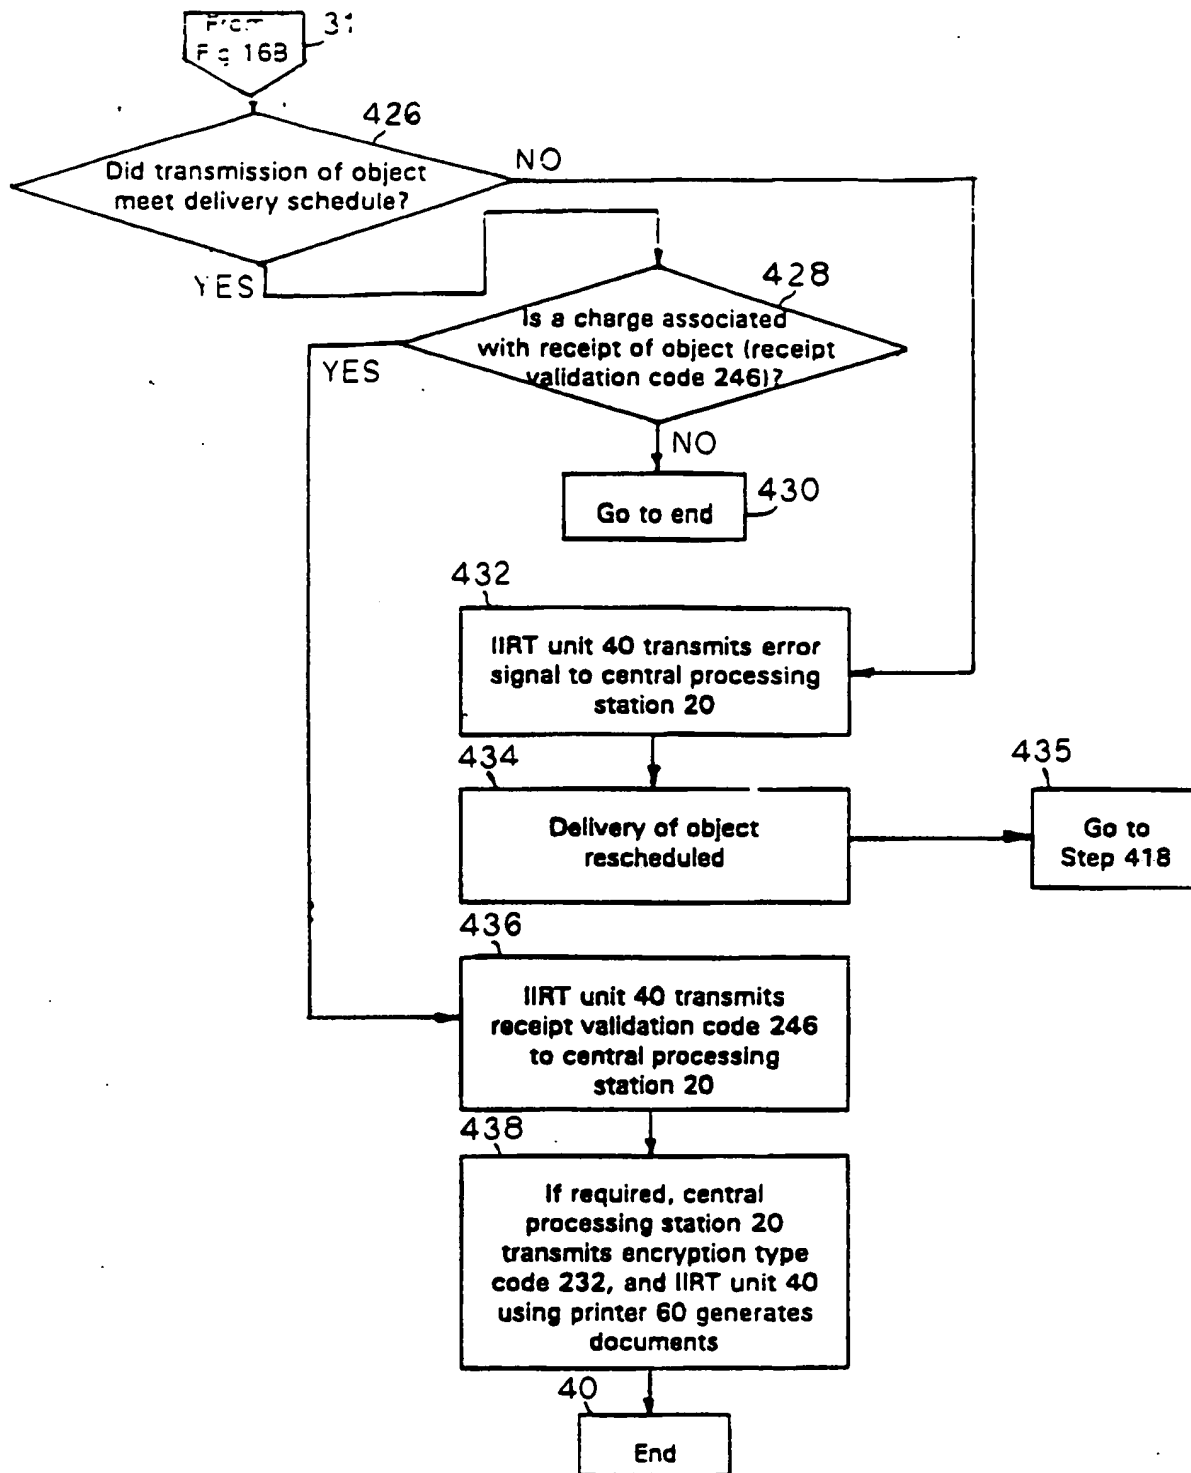 From
Fig 16B
31
426
Did transmission of object
meet delivery schedule?
NO
YES
428
Is a charge associated
with receipt of object (receipt
validation code 246)?
YES
NO
430
Go to end
432
IIRT unit 40 transmits error
signal to central processing
station 20
434
Delivery of object
rescheduled
435
Go to
Step 418
436
IIRT unit 40 transmits
receipt validation code 246
to central processing
station 20
438
If required, central
processing station 20
transmits encryption type
code 232, and IIRT unit 40
using printer 60 generates
documents
40
End